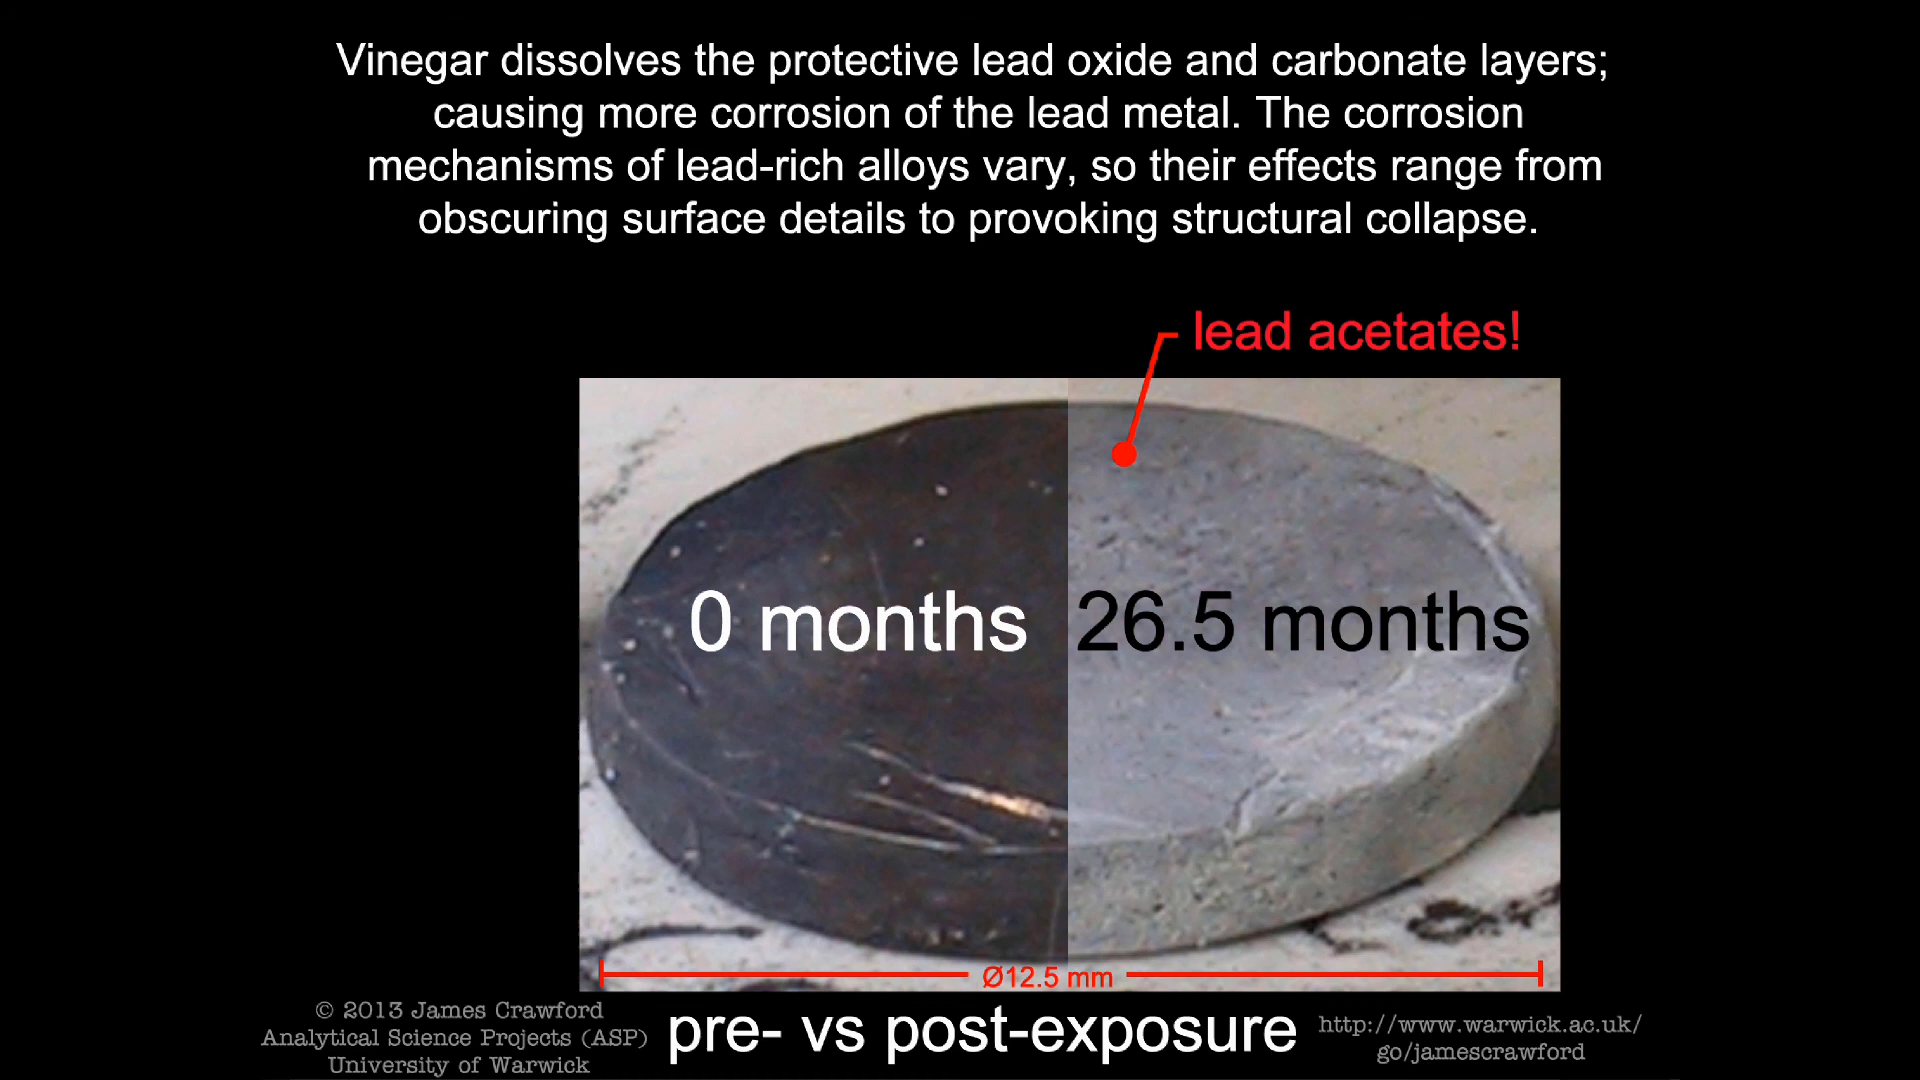 Vinegar dissolves the protective lead oxide and carbonate layers;
causing more corrosion of the lead metal. The corrosion
mechanisms of lead-rich alloys vary, so their effects range from
obscuring surface details to provoking structural collapse.
lead acetates!
0 months
26.5 months
Ø12.5 mm
pre- vs post-exposure
© 2013 James Crawford
Analytical Science Projects (ASP)
University of Warwick
http://www.warwick.ac.uk/
go/jamescrawford